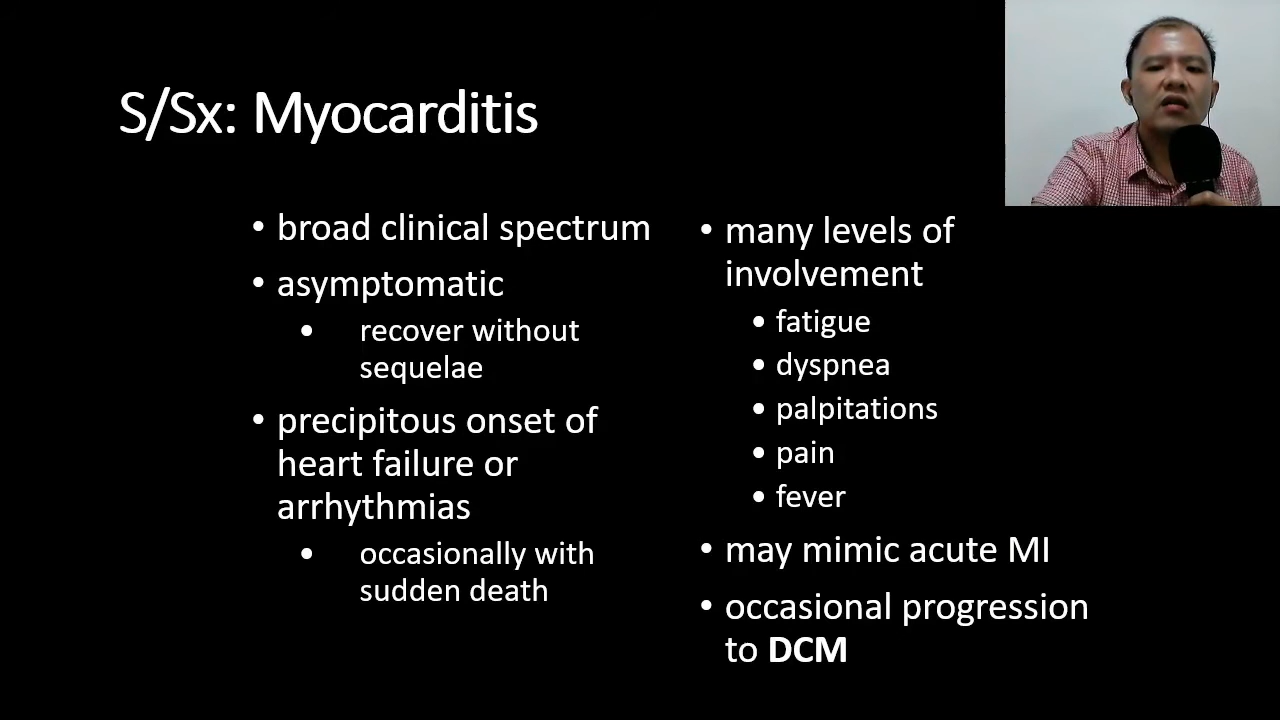 S/Sx: Myocarditis
• broad clinical spectrum
• asymptomatic
• recover without
sequelae
• precipitous onset of
heart failure or
arrhythmias
• occasionally with
sudden death
• many levels of
involvement
• fatigue
• dyspnea
• palpitations
• pain
• fever
• may mimic acute MI
• occasional progression
to DCM